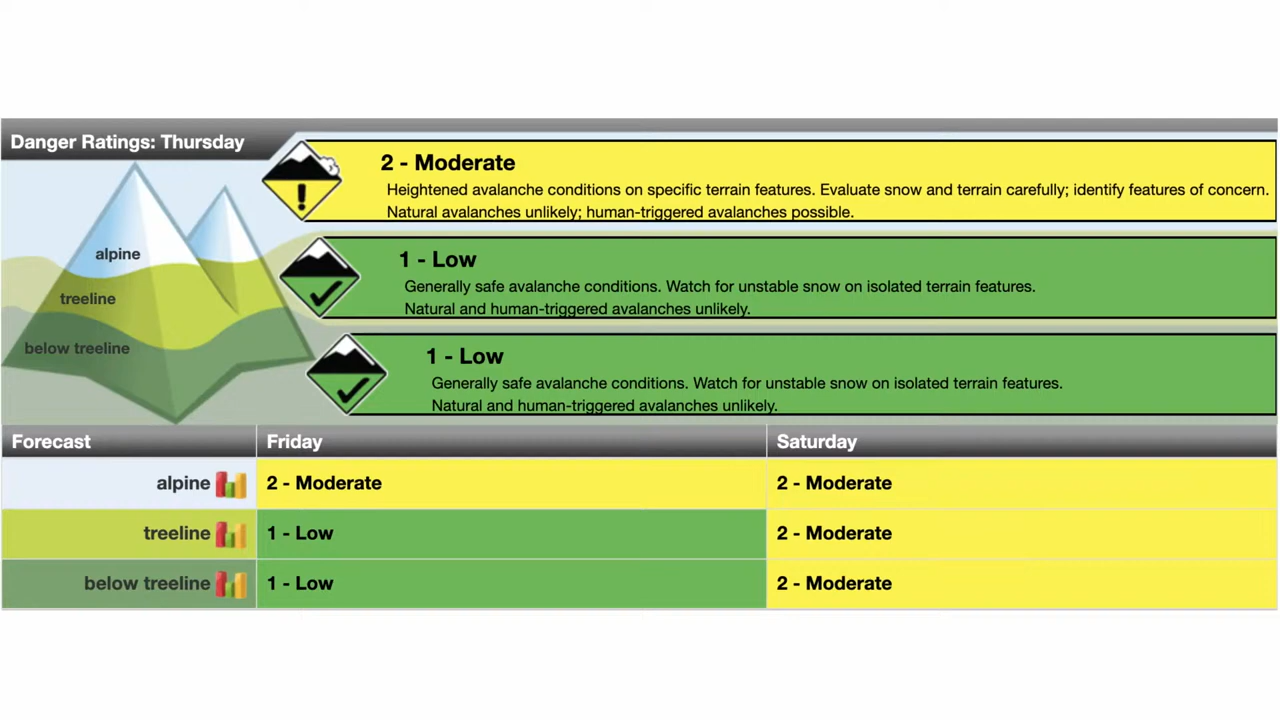 Danger Ratings: Thursday
2 - Moderate
Heightened avalanche conditions on specific terrain features. Evaluate snow and terrain carefully; identify features of concern.
Natural avalanches unlikely; human-triggered avalanches possible.
alpine
1 - Low
Generally safe avalanche conditions. Watch for unstable snow on isolated terrain features.
Natural and human-triggered avalanches unlikely.
treeline
1 - Low
Generally safe avalanche conditions. Watch for unstable snow on isolated terrain features.
Natural and human-triggered avalanches unlikely.
below treeline
Forecast Friday Saturday
alpine 2 - Moderate 2 - Moderate
treeline 1 - Low 2 - Moderate
below treeline 1 - Low 2 - Moderate